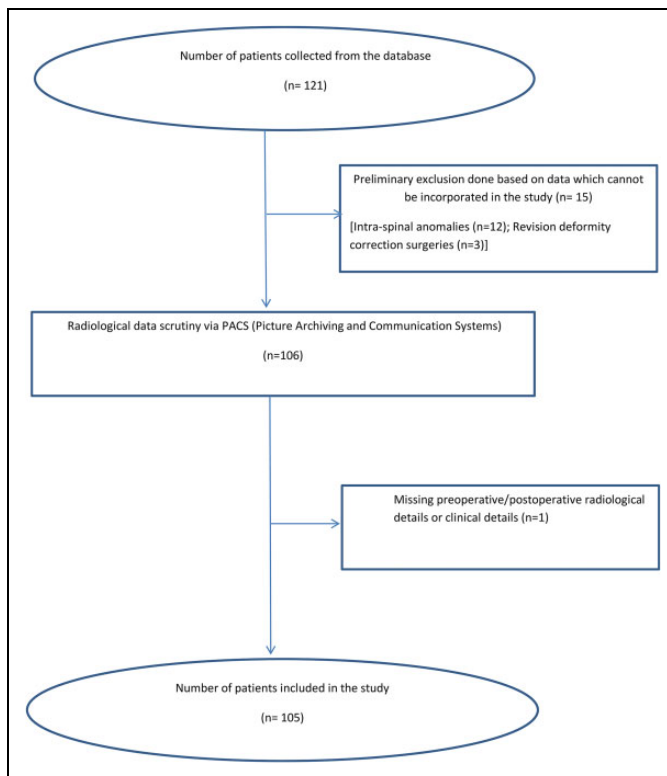 Number of patients collected from the database
(n= 121)
Preliminary exclusion done based on data which cannot
be incorporated in the study (n= 15)
[Intra-spinal anomalies (n=12); Revision deformity
correction surgeries (n=3)]
Radiological data scrutiny via PACS (Picture Archiving and Communication Systems)
(n=106)
Missing preoperative/postoperative radiological
details or clinical details (n=1)
Number of patients included in the study
(n= 105)